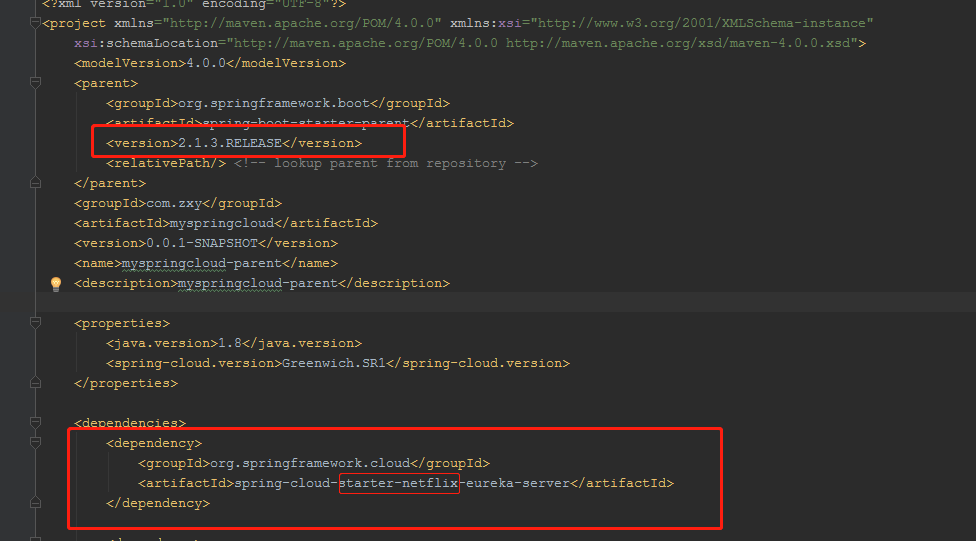 <?xml version="1.0" encoding="UTF-8"?>
<project xmlns="http://maven.apache.org/POM/4.0.0" xmlns:xsi="http://www.w3.org/2001/XMLSchema-instance"
xsi:schemaLocation="http://maven.apache.org/POM/4.0.0 http://maven.apache.org/xsd/maven-4.0.0.xsd">
<modelVersion>4.0.0</modelVersion>
<parent>
<groupId>org.springframework.boot</groupId>
<artifactId>spring-boot-starter-parent</artifactId>
<version>2.1.3.RELEASE</version>
<relativePath/> <!-- lookup parent from repository -->
</parent>
<groupId>com.zxy</groupId>
<artifactId>myspringcloud</artifactId>
<version>0.0.1-SNAPSHOT</version>
<name>myspringcloud-parent</name>
<description>myspringcloud-parent</description>
<properties>
<java.version>1.8</java.version>
<spring-cloud.version>Greenwich.SR1</spring-cloud.version>
</properties>
<dependencies>
<dependency>
<groupId>org.springframework.cloud</groupId>
<artifactId>spring-cloud-starter-netflix-eureka-server</artifactId>
</dependency>